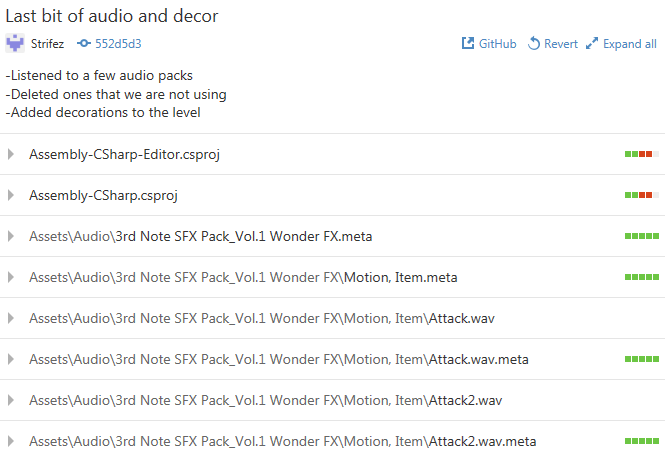 Last bit of audio and decor
Strifez 552d5d3 GitHub Revert Expand all
-Listened to a few audio packs
-Deleted ones that we are not using
-Added decorations to the level
Assembly-CSharp-Editor.csproj
Assembly-CSharp.csproj
Assets\Audio\3rd Note SFX Pack_Vol.1 Wonder FX.meta
Assets\Audio\3rd Note SFX Pack_Vol.1 Wonder FX\Motion, Item.meta
Assets\Audio\3rd Note SFX Pack_Vol.1 Wonder FX\Motion, Item\Attack.wav
Assets\Audio\3rd Note SFX Pack_Vol.1 Wonder FX\Motion, Item\Attack.wav.meta
Assets\Audio\3rd Note SFX Pack_Vol.1 Wonder FX\Motion, Item\Attack2.wav
Assets\Audio\3rd Note SFX Pack_Vol.1 Wonder FX\Motion, Item\Attack2.wav.meta